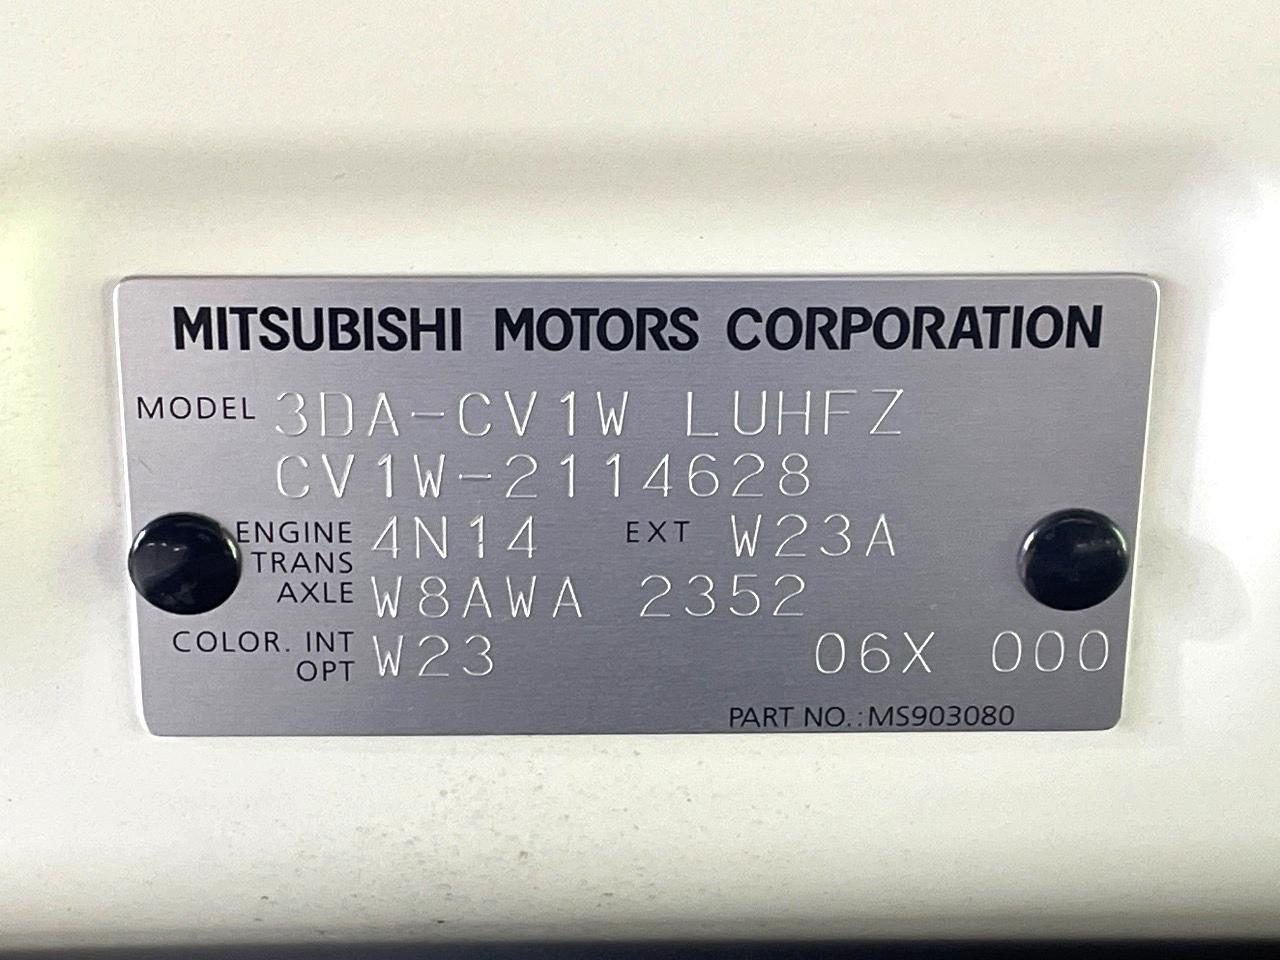 MITSUBISHI MOTORS CORPORATION
MODEL 3DA-CV1W LUHFZ
CV1W-2114628
ENGINE 4N14 EXT W23A
TRANS
AXLE W8AWA 2352
COLOR. INT W23 06X 000
OPT
PART NO.: MS903080